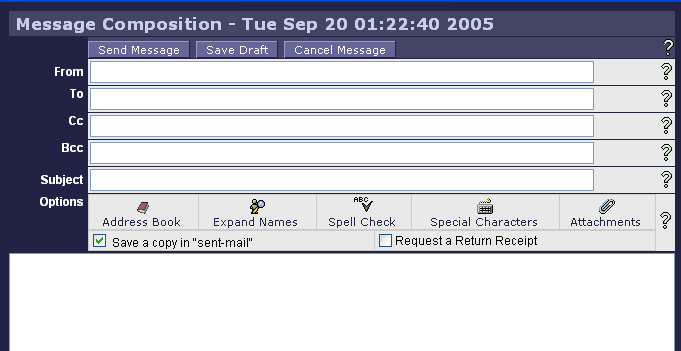 Message Composition - Tue Sep 20 01:22:40 2005
Send Message Save Draft Cancel Message ?
From ?
To ?
Cc ?
Bcc ?
Subject ?
Options ABC
Address Book Expand Names Spell Check Special Characters Attachments ?
Save a copy in "sent-mail" Request a Return Receipt